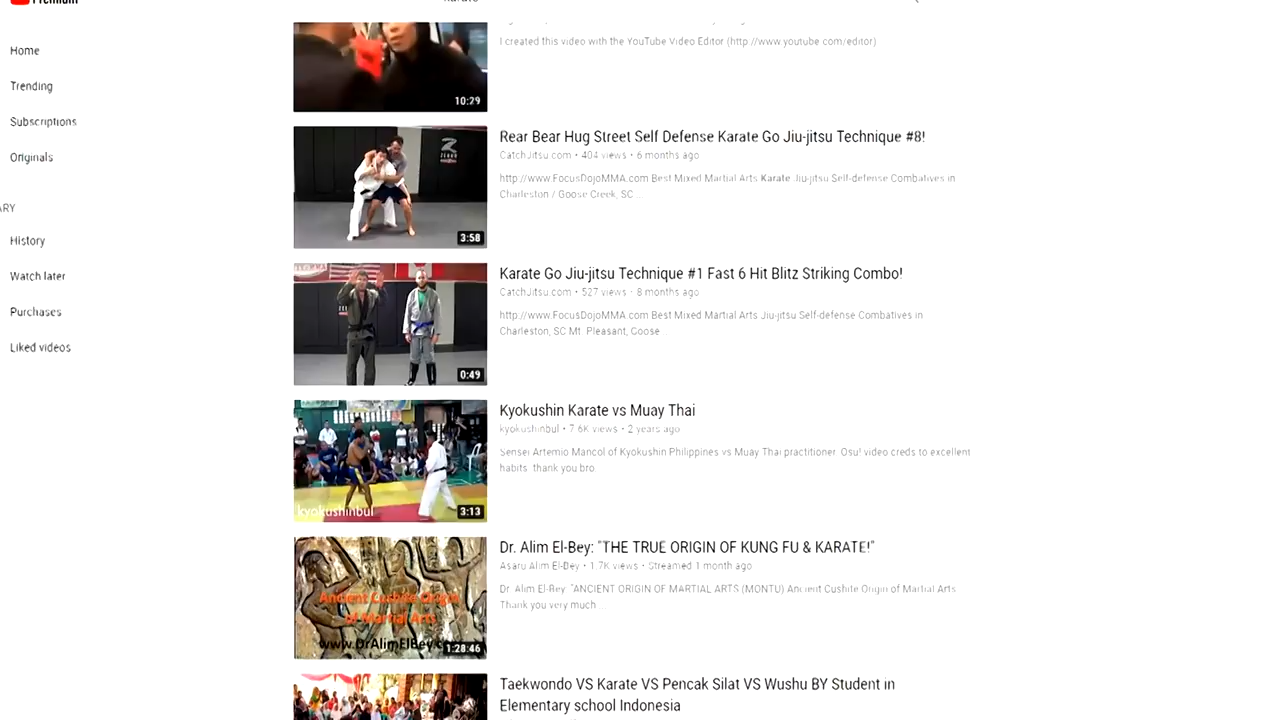 Premium
Home
Trending
Subscriptions
Originals
ARY
History
Watch later
Purchases
Liked videos
I created this video with the YouTube Video Editor (http://www.youtube.com/editor)
10:29
Rear Bear Hug Street Self Defense Karate Go Jiu-jitsu Technique #8!
CatchJitsu.com • 404 views • 6 months ago
http://www.FocusDojoMMA.com Best Mixed Martial Arts Karate Jiu-jitsu Self-defense Combatives in
Charleston / Goose Creek, SC ...
3:58
Karate Go Jiu-jitsu Technique #1 Fast 6 Hit Blitz Striking Combo!
CatchJitsu.com • 527 views • 8 months ago
http://www.FocusDojoMMA.com Best Mixed Martial Arts Jiu-jitsu Self-defense Combatives in
Charleston, SC Mt. Pleasant, Goose
0:49
Kyokushin Karate vs Muay Thai
kyokushinbul • 7.6K views • 2 years ago
Sensei Artemio Mancol of Kyokushin Philippines vs Muay Thai practitioner. Osu! video creds to excellent
habits. thank you bro.
kyokushinbul
3:13
Dr. Alim El-Bey: "THE TRUE ORIGIN OF KUNG FU & KARATE!"
Asaru Alim El-Bey • 1.7K views • Streamed 1 month ago
Dr. Alim El-Bey: "ANCIENT ORIGIN OF MARTIAL ARTS (MONTU) Ancient Cushite Origin of Martial Arts
Thank you very much ...
Ancient Cushite Origin
of Martial Arts
www.DrAlimElBey.c
1:28:46
Taekwondo VS Karate VS Pencak Silat VS Wushu BY Student in
Elementary school Indonesia